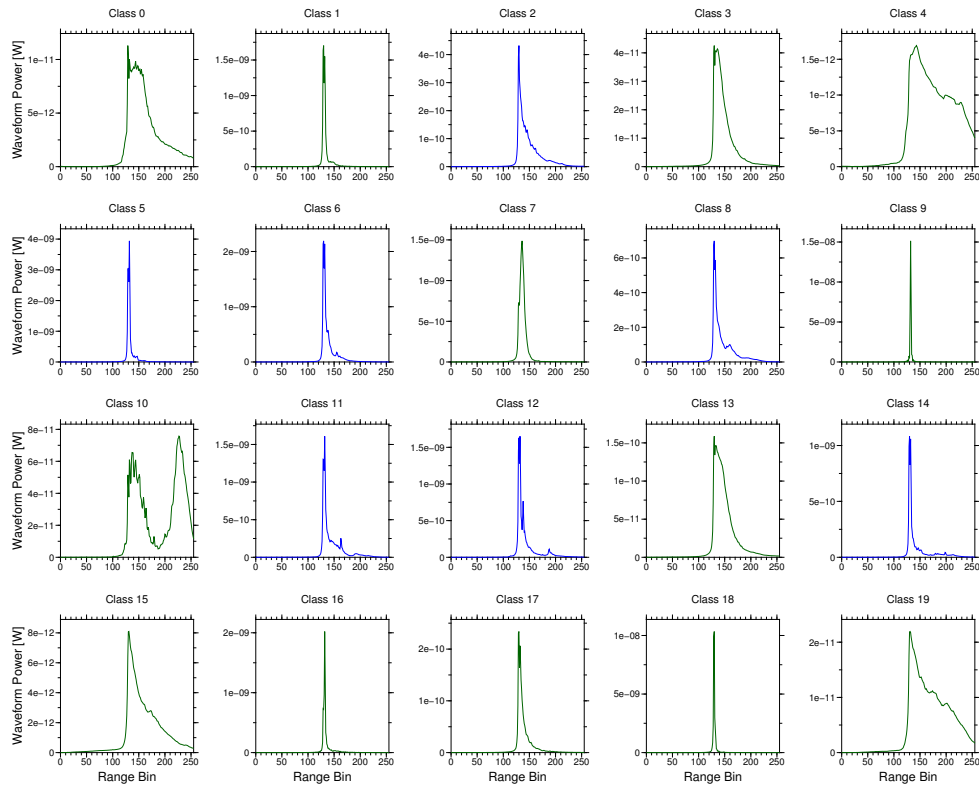 Class 0 Class 1 Class 2 Class 3 Class 4
Waveform Power [W]
1e−11
5e−12
0
0 50 100 150 200 250
1.5e−09
1e−09
5e−10
0
0 50 100 150 200 250
4e−10
3e−10
2e−10
1e−10
0
0 50 100 150 200 250
4e−11
3e−11
2e−11
1e−11
0
0 50 100 150 200 250
1.5e−12
1e−12
5e−13
0
0 50 100 150 200 250
Class 5 Class 6 Class 7 Class 8 Class 9
Waveform Power [W]
4e−09
3e−09
2e−09
1e−09
0
0 50 100 150 200 250
2e−09
1e−09
0
0 50 100 150 200 250
1.5e−09
1e−09
5e−10
0
0 50 100 150 200 250
6e−10
4e−10
2e−10
0
0 50 100 150 200 250
1.5e−08
1e−08
5e−09
0
0 50 100 150 200 250
Class 10 Class 11 Class 12 Class 13 Class 14
Waveform Power [W]
8e−11
6e−11
4e−11
2e−11
0
0 50 100 150 200 250
1.5e−09
1e−09
5e−10
0
0 50 100 150 200 250
1.5e−09
1e−09
5e−10
0
0 50 100 150 200 250
1.5e−10
1e−10
5e−11
0
0 50 100 150 200 250
1e−09
5e−10
0
0 50 100 150 200 250
Class 15 Class 16 Class 17 Class 18 Class 19
Waveform Power [W]
8e−12
6e−12
4e−12
2e−12
0
0 50 100 150 200 250
2e−09
1e−09
0
0 50 100 150 200 250
2e−10
1e−10
0
0 50 100 150 200 250
1e−08
5e−09
0
0 50 100 150 200 250
2e−11
1e−11
0
0 50 100 150 200 250
Range Bin Range Bin Range Bin Range Bin Range Bin